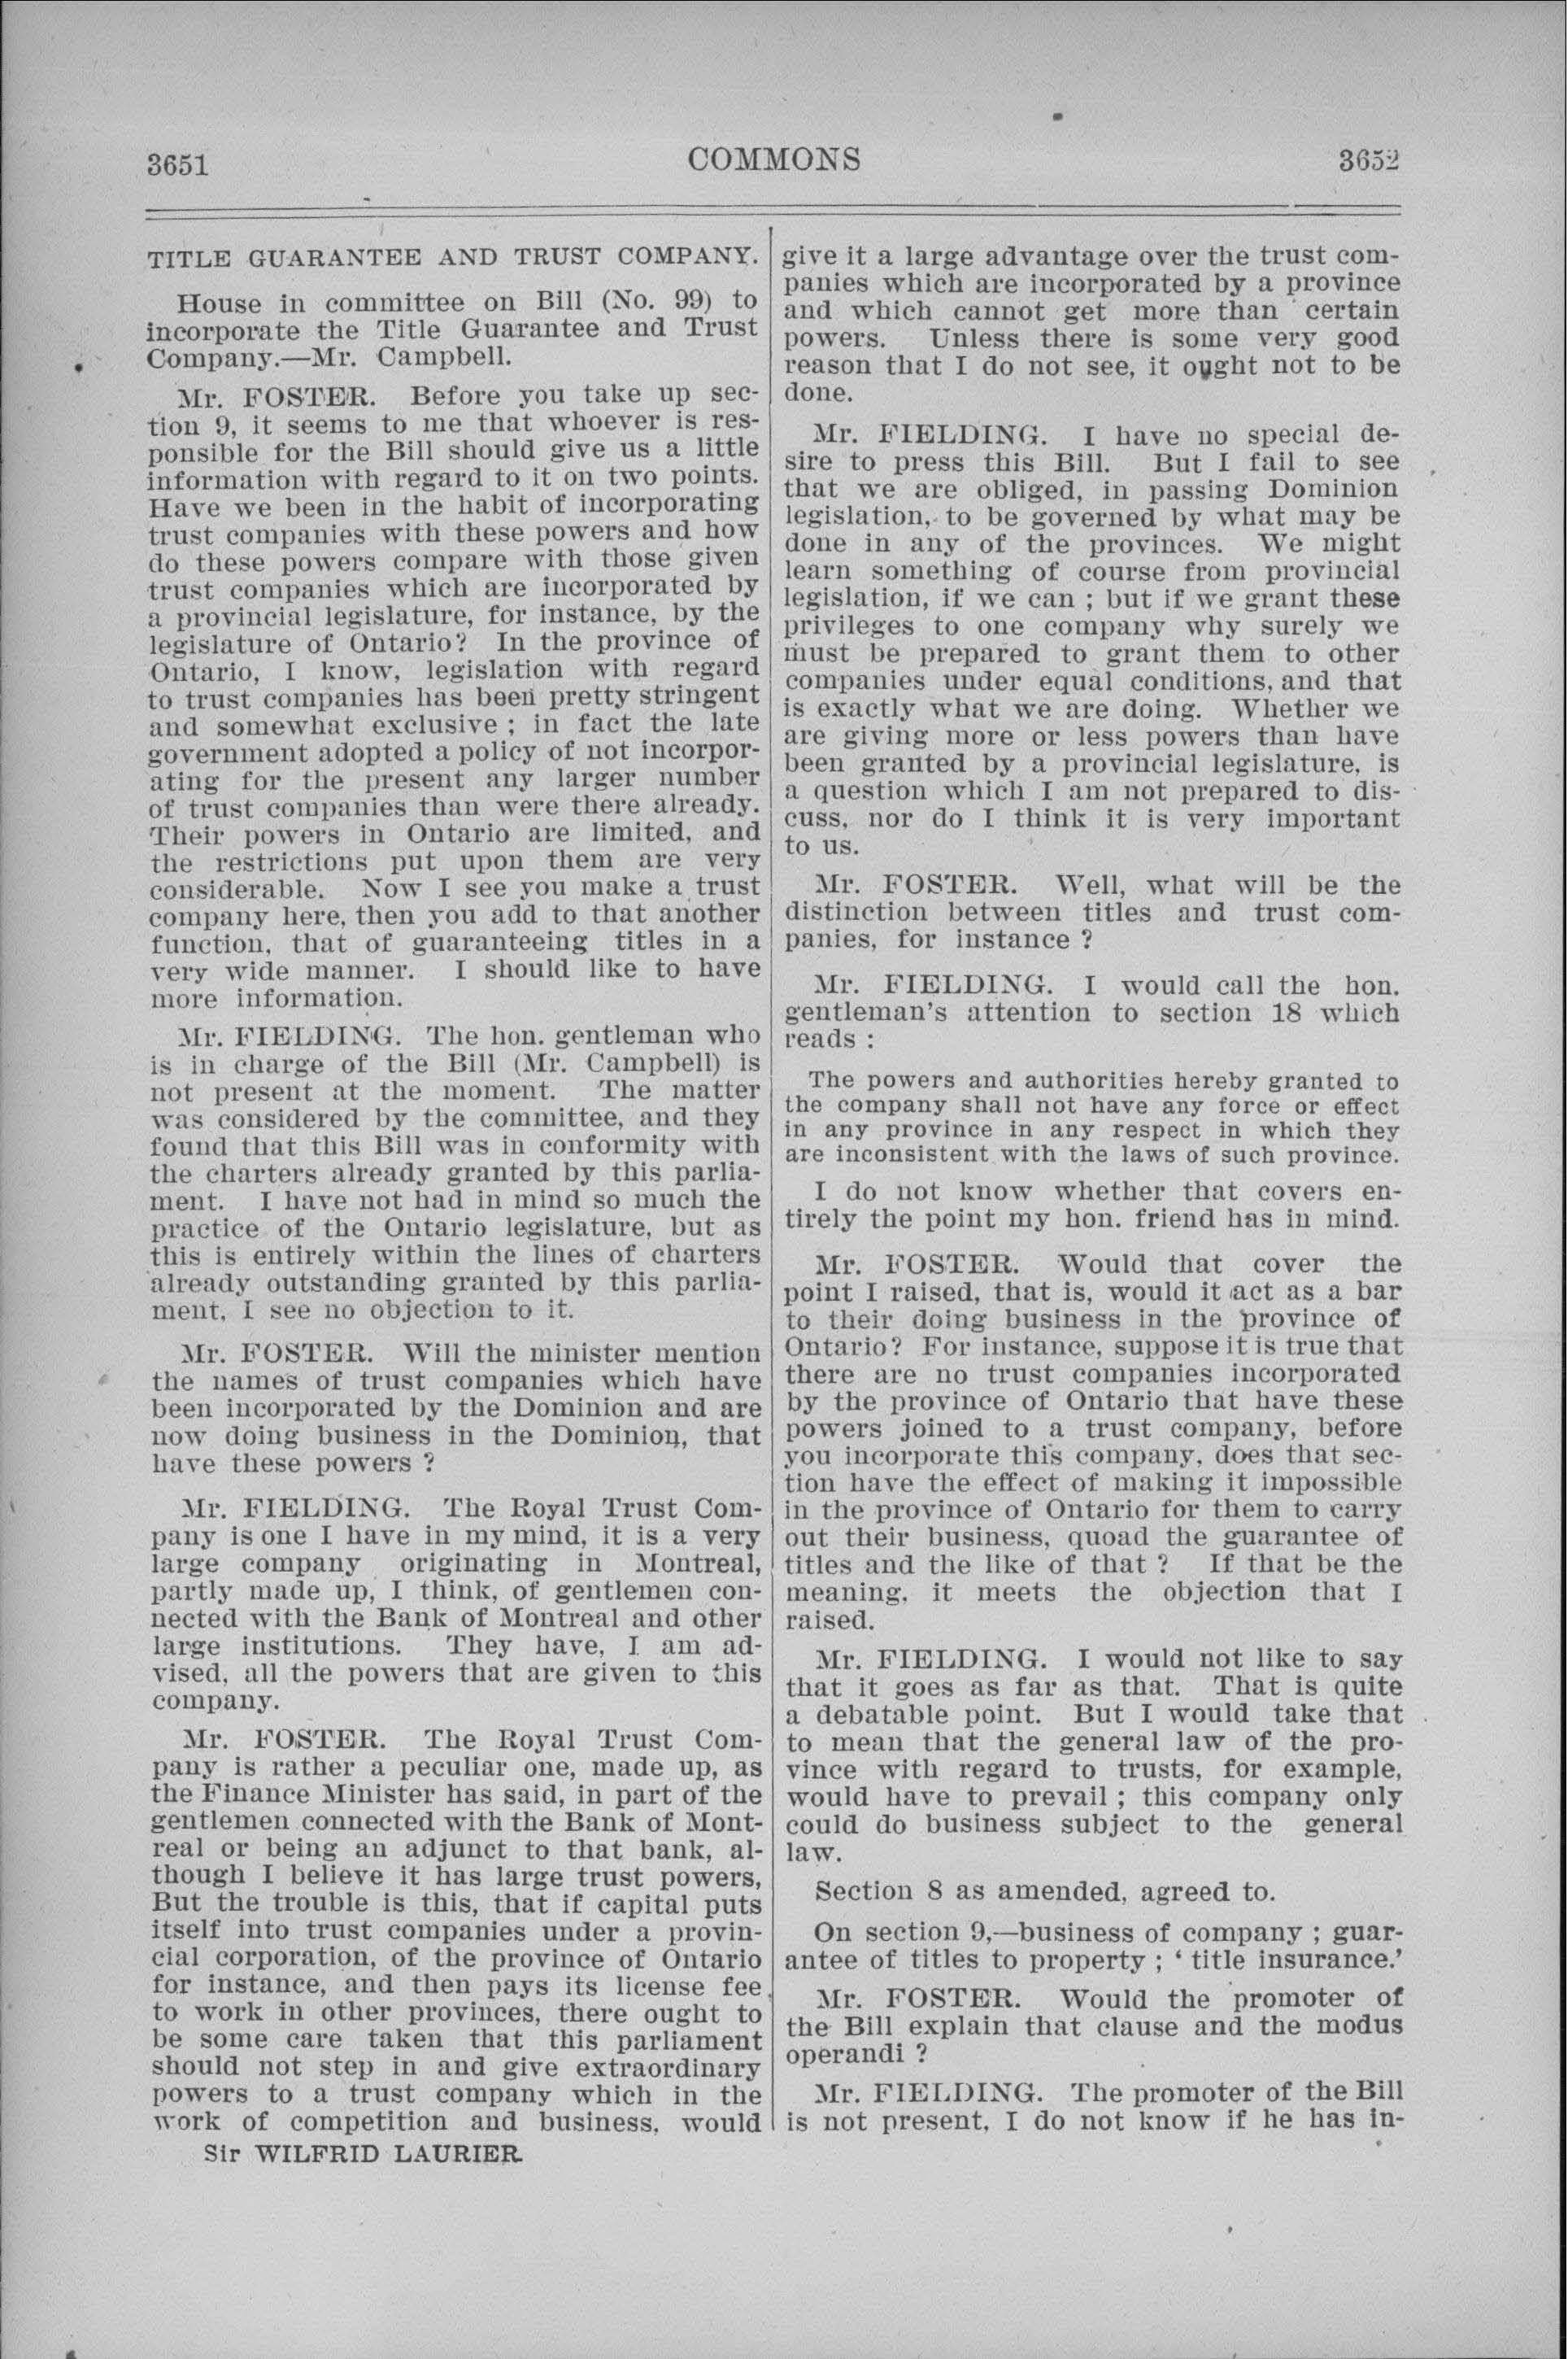 3651
COMMONS
3652
TITLE GUARANTEE AND TRUST COMPANY.
House in committee on Bill (No. 99) to
incorporate the Title Guarantee and Trust
Company.—Mr. Campbell.
Mr. FOSTER. Before you take up sec-
tion 9, it seems to me that whoever is res-
ponsible for the Bill should give us a little
information with regard to it on two points.
Have we been in the habit of incorporating
trust companies with these powers and how
do these powers compare with those given
trust companies which are incorporated by
a provincial legislature, for instance, by the
legislature of Ontario? In the province of
Ontario, I know, legislation with regard
to trust companies has been pretty stringent
and somewhat exclusive ; in fact the late
government adopted a policy of not incorpor-
ating for the present any larger number
of trust companies than were there already.
Their powers in Ontario are limited, and
the restrictions put upon them are very
considerable. Now I see you make a trust
company here, then you add to that another
function, that of guaranteeing titles in a
very wide manner. I should like to have
more information.
Mr. FIELDING. The hon. gentleman who
is in charge of the Bill (Mr. Campbell) is
not present at the moment. The matter
was considered by the committee, and they
found that this Bill was in conformity with
the charters already granted by this parlia-
ment. I have not had in mind so much the
practice of the Ontario legislature, but as
this is entirely within the lines of charters
already outstanding granted by this parlia-
ment, I see no objection to it.
Mr. FOSTER. Will the minister mention
the names of trust companies which have
been incorporated by the Dominion and are
now doing business in the Dominion, that
have these powers ?
Mr. FIELDING. The Royal Trust Com-
pany is one I have in my mind, it is a very
large company originating in Montreal,
partly made up, I think, of gentlemen con-
nected with the Bank of Montreal and other
large institutions. They have, I am ad-
vised, all the powers that are given to this
company.
Mr. FOSTER. The Royal Trust Com-
pany is rather a peculiar one, made up, as
the Finance Minister has said, in part of the
gentlemen connected with the Bank of Mont-
real or being an adjunct to that bank, al-
though I believe it has large trust powers,
But the trouble is this, that if capital puts
itself into trust companies under a provin-
cial corporation, of the province of Ontario
for instance, and then pays its license fee
to work in other provinces, there ought to
be some care taken that this parliament
should not step in and give extraordinary
powers to a trust company which in the
work of competition and business, would
Sir WILFRID LAURIER.
give it a large advantage over the trust com-
panies which are incorporated by a province
and which cannot get more than certain
powers. Unless there is some very good
reason that I do not see, it ought not to be
done.
Mr. FIELDING. I have no special de-
sire to press this Bill. But I fail to see
that we are obliged, in passing Dominion
legislation, to be governed by what may be
done in any of the provinces. We might
learn something of course from provincial
legislation, if we can ; but if we grant these
privileges to one company why surely we
must be prepared to grant them to other
companies under equal conditions, and that
is exactly what we are doing. Whether we
are giving more or less powers than have
been granted by a provincial legislature, is
a question which I am not prepared to dis-
cuss, nor do I think it is very important
to us.
Mr. FOSTER. Well, what will be the
distinction between titles and trust com-
panies, for instance ?
Mr. FIELDING. I would call the hon.
gentleman's attention to section 18 which
reads :
The powers and authorities hereby granted to
the company shall not have any force or effect
in any province in any respect in which they
are inconsistent with the laws of such province.
I do not know whether that covers en-
tirely the point my hon. friend has in mind.
Mr. FOSTER. Would that cover the
point I raised, that is, would it act as a bar
to their doing business in the province of
Ontario? For instance, suppose it is true that
there are no trust companies incorporated
by the province of Ontario that have these
powers joined to a trust company, before
you incorporate this company, does that sec-
tion have the effect of making it impossible
in the province of Ontario for them to carry
out their business, quoad the guarantee of
titles and the like of that ? If that be the
meaning, it meets the objection that I
raised.
Mr. FIELDING. I would not like to say
that it goes as far as that. That is quite
a debatable point. But I would take that
to mean that the general law of the pro-
vince with regard to trusts, for example,
would have to prevail ; this company only
could do business subject to the general
law.
Section 8 as amended, agreed to.
On section 9,—business of company ; guar-
antee of titles to property ; ‘ title insurance.’
Mr. FOSTER. Would the promoter of
the Bill explain that clause and the modus
operandi ?
Mr. FIELDING. The promoter of the Bill
is not present, I do not know if he has in-